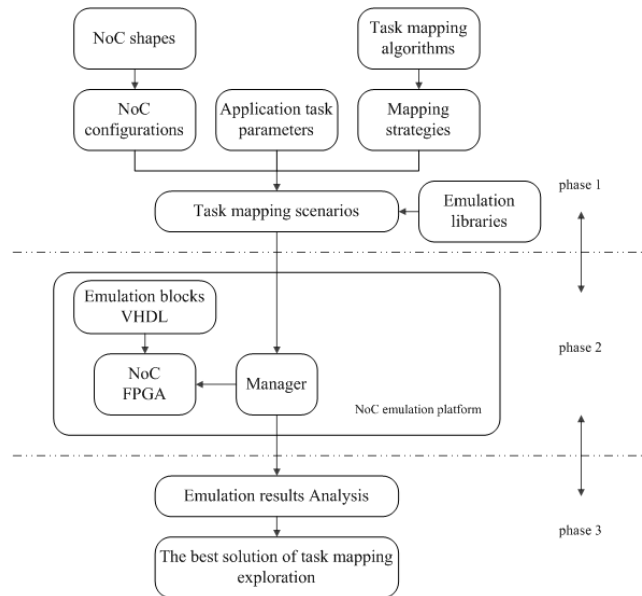 NoC shapes
Task mapping
algorithms
NoC
configurations
Application task
parameters
Mapping
strategies
phase 1
Task mapping scenarios
Emulation
libraries
Emulation blocks
VHDL
NoC
FPGA
Manager
phase 2
NoC emulation platform
Emulation results Analysis
phase 3
The best solution of task mapping
exploration